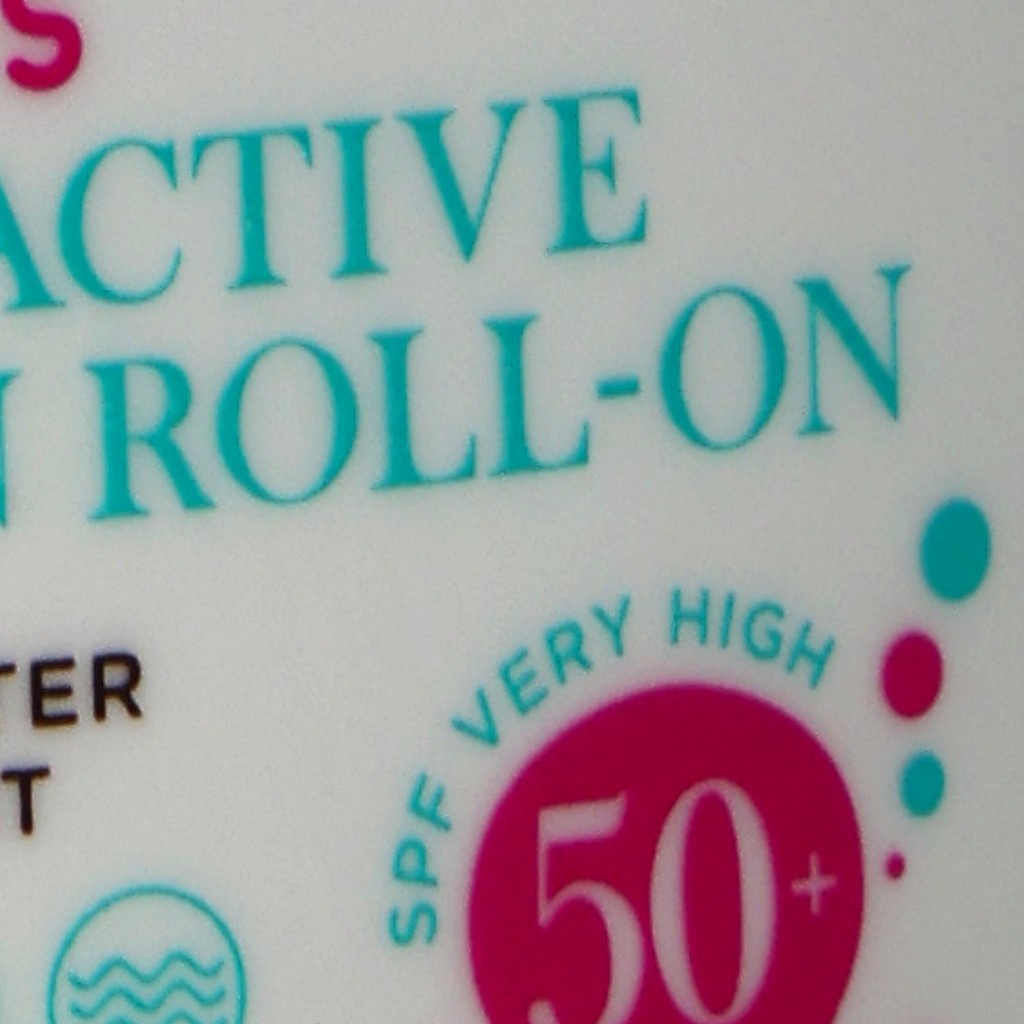 S
ACTIVE
N ROLL-ON
TER
T
SPF VERY HIGH
50+